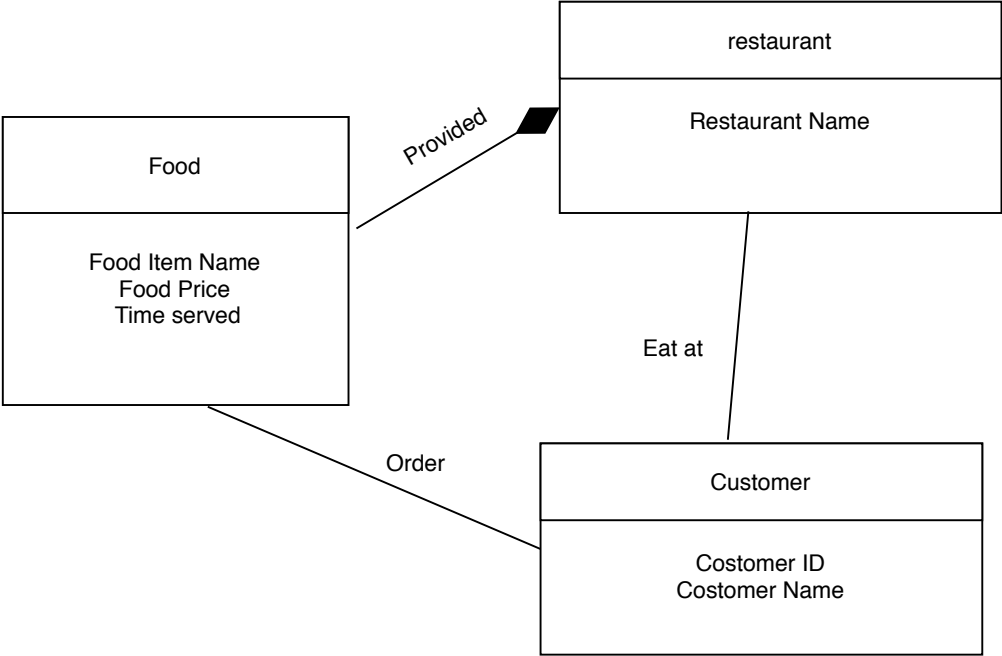 restaurant
Restaurant Name
Provided
Food
Food Item Name
Food Price
Time served
Eat at
Order
Customer
Costomer ID
Costomer Name